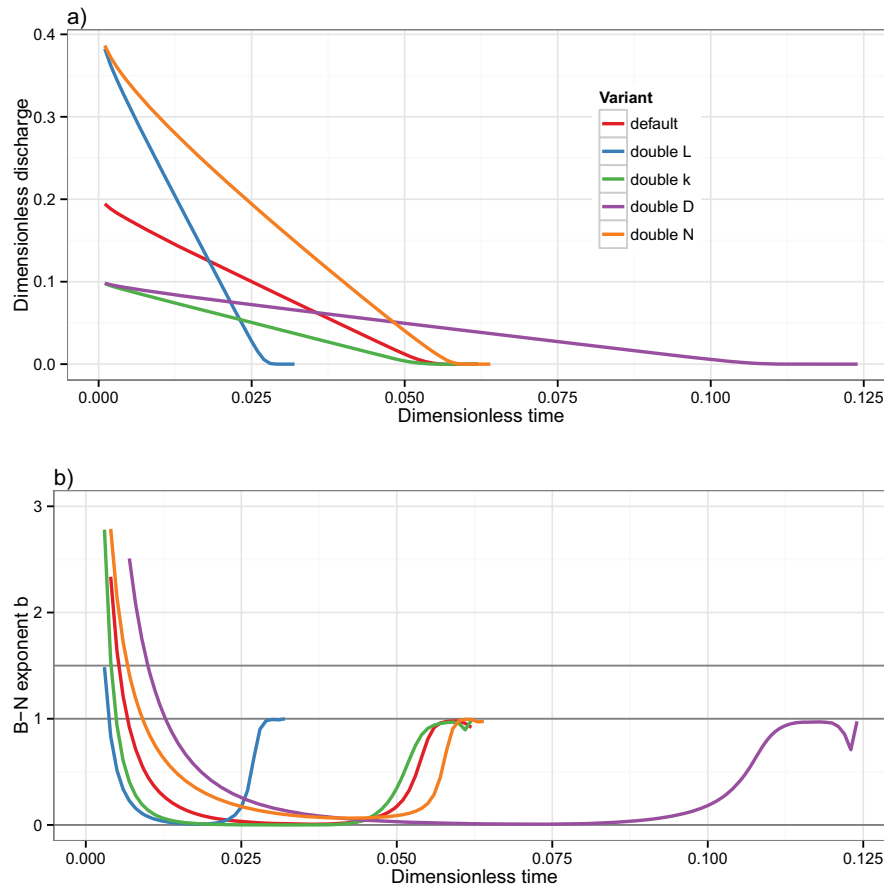 a)
0.4
0.3
0.2
0.1
0.0
Dimensionless discharge
Variant
default
double L
double k
double D
double N
0.000
0.025
0.050
0.075
0.100
0.125
Dimensionless time
b)
3
2
1
0
B−N exponent b
0.000
0.025
0.050
0.075
0.100
0.125
Dimensionless time